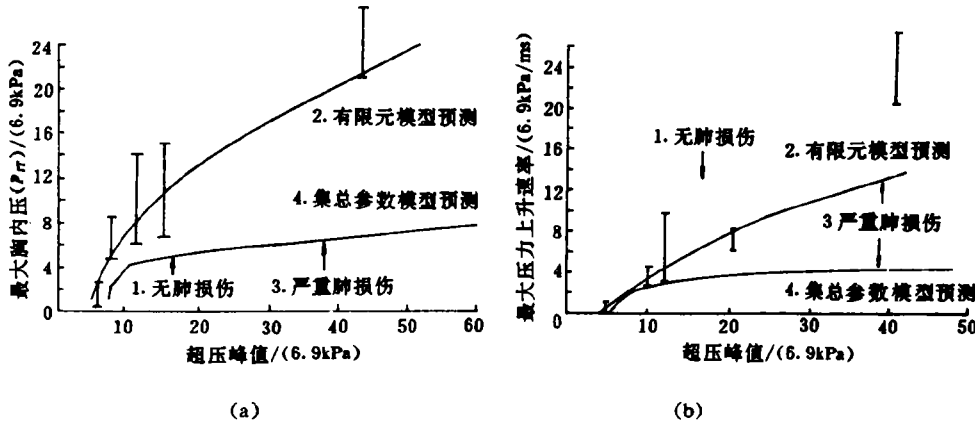 24
20
16
12
8
4
0
最大胸内压(P_IT)/(6.9kPa)
2.有限元模型预测
4.集总参数模型预测
1.无肺损伤
3.严重肺损伤
10
20
30
40
50
60
超压峰值/(6.9kPa)
(a)
24
20
16
12
8
4
0
最大压力上升速率/(6.9kPa/ms)
1.无肺损伤
2.有限元模型预测
3严重肺损伤
4.集总参数模型预测
0
10
20
30
40
50
超压峰值/(6.9kPa)
(b)